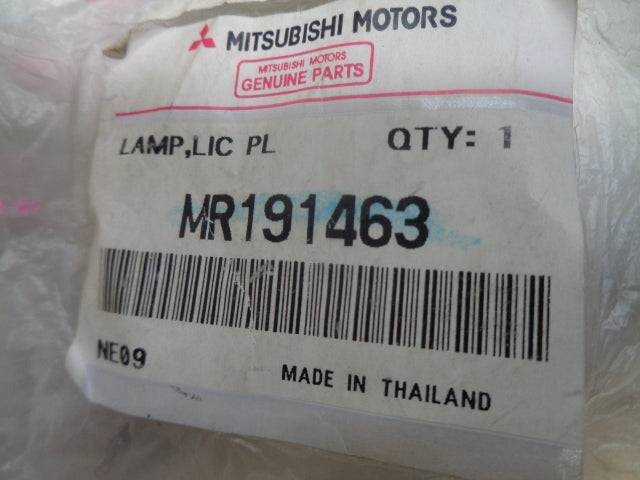 MITSUBISHI MOTORS
MITSUBISHI MOTORS
GENUINE PARTS
LAMP,LIC PL QTY: 1
MR191463
NE09 MADE IN THAILAND